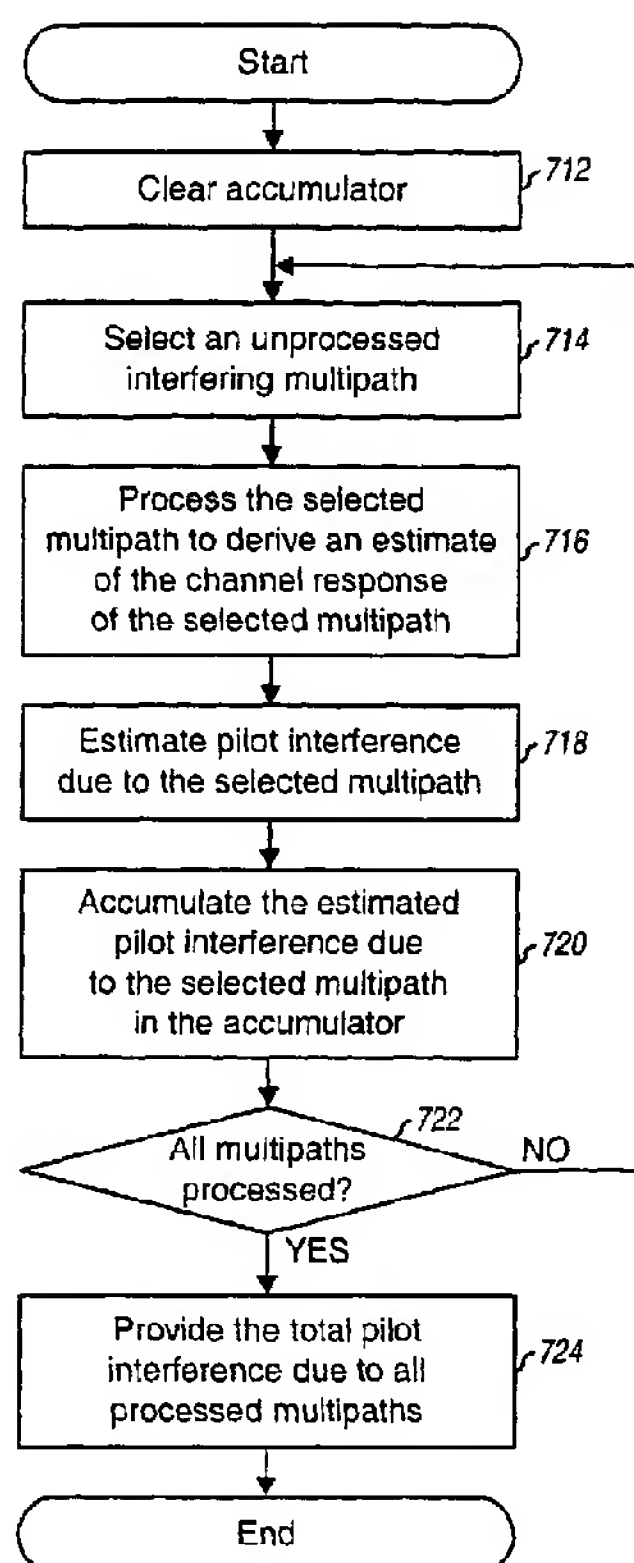 Start
Clear accumulator
712
Select an unprocessed
interfering multipath
714
Process the selected
multipath to derive an estimate
of the channel response
of the selected multipath
716
Estimate pilot interference
due to the selected multipath
718
Accumulate the estimated
pilot interference due
to the selected multipath
in the accumulator
720
722
All multipaths
processed?
NO
YES
Provide the total pilot
interference due to all
processed multipaths
724
End